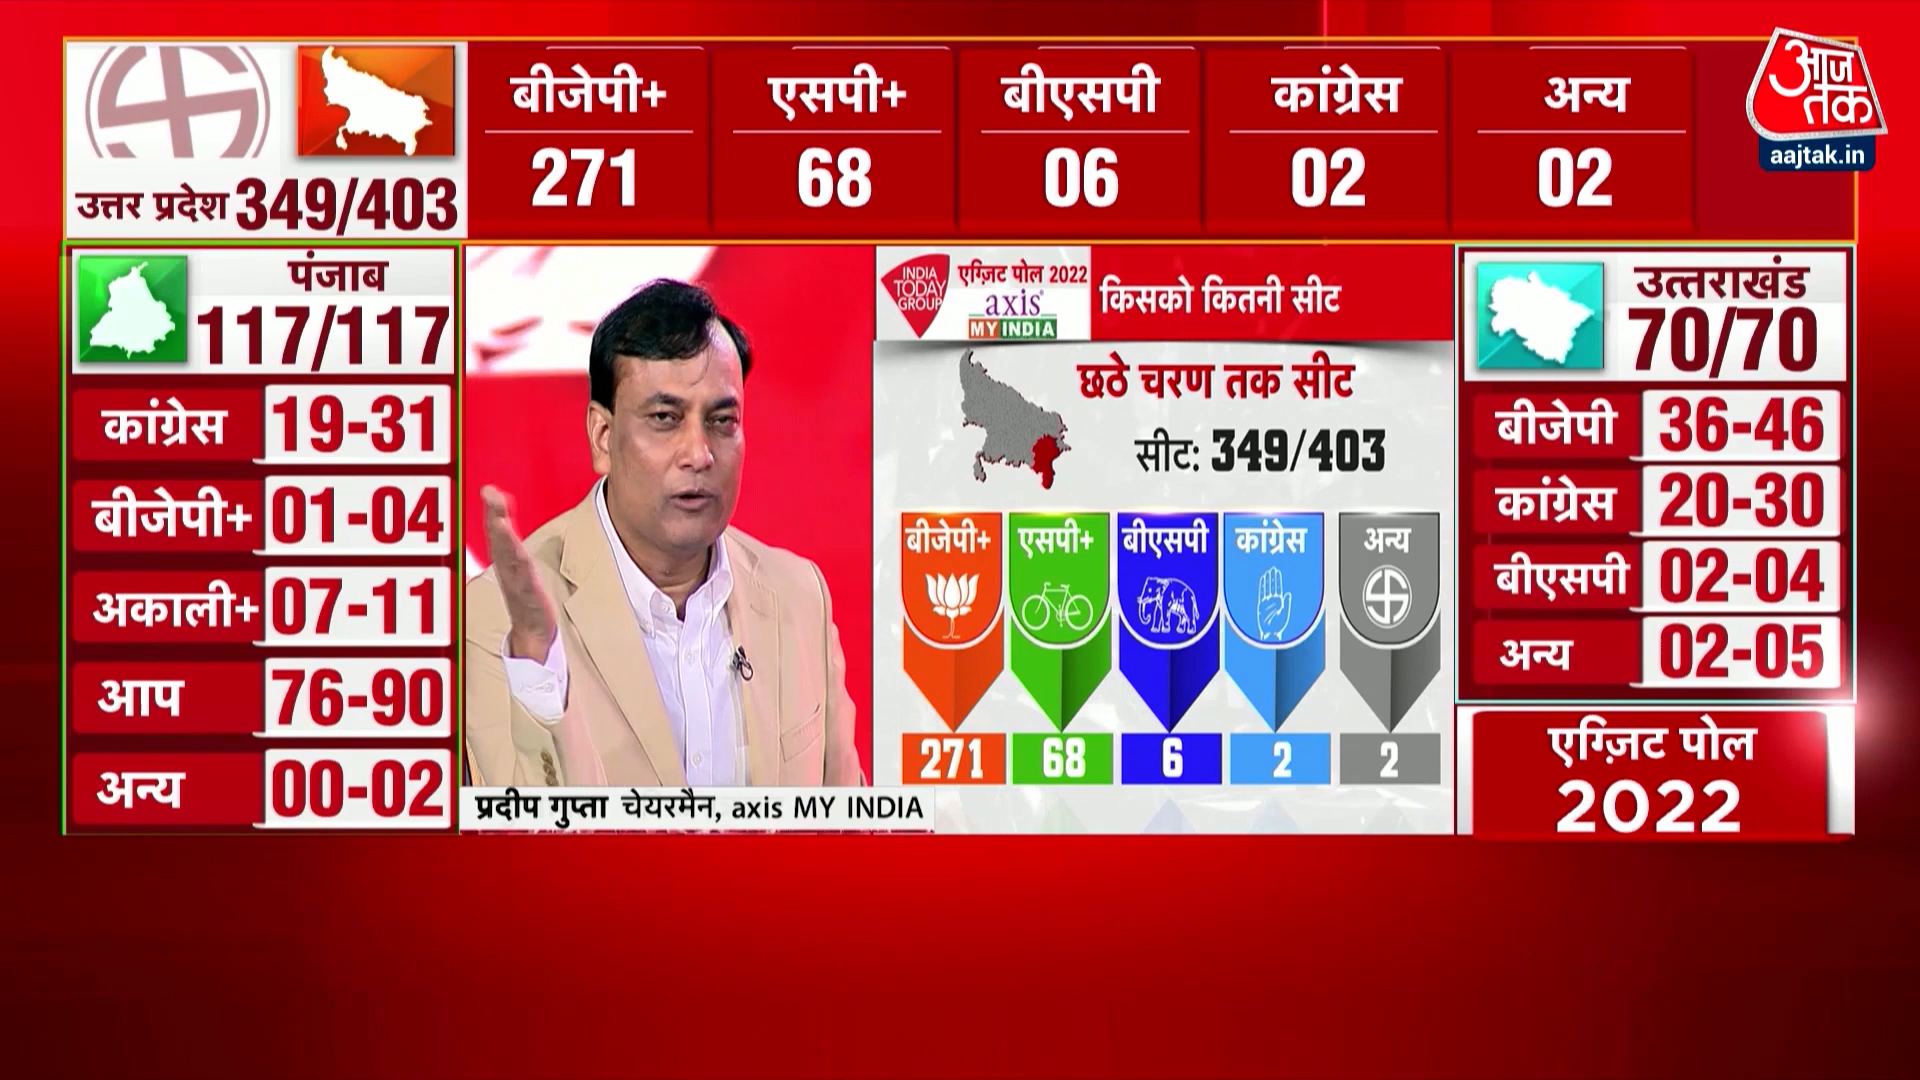 बीजेपी+
एसपी+
बीएसपी
कांग्रेस
अन्य
271
68
06
02
02
उत्तर प्रदेश 349/403
आज
तक
aajtak.in
पंजाब
117/117
कांग्रेस 19-31
बीजेपी+ 01-04
अकाली+ 07-11
आप 76-90
अन्य 00-02
INDIA
TODAY
GROUP
एग्ज़िट पोल 2022
axis
MY INDIA
किसको कितनी सीट
छठे चरण तक सीट
सीट: 349/403
बीजेपी+ एसपी+ बीएसपी कांग्रेस अन्य
271 68 6 2 2
प्रदीप गुप्ता चेयरमैन, axis MY INDIA
उत्तराखंड
70/70
बीजेपी 36-46
कांग्रेस 20-30
बीएसपी 02-04
अन्य 02-05
एग्ज़िट पोल
2022